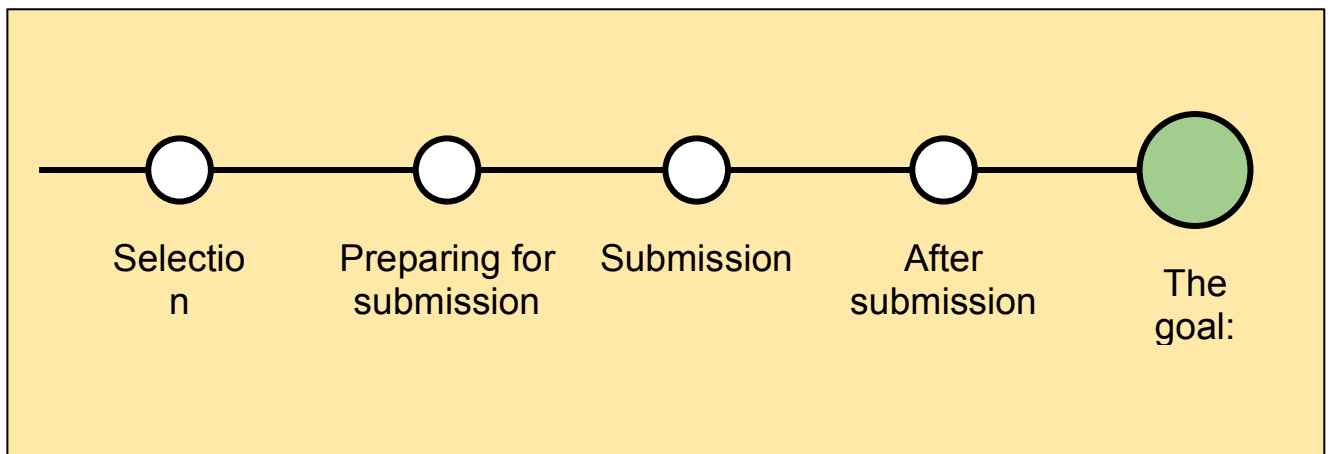 Selectio
n
Preparing for
submission
Submission
After
submission
The
goal: